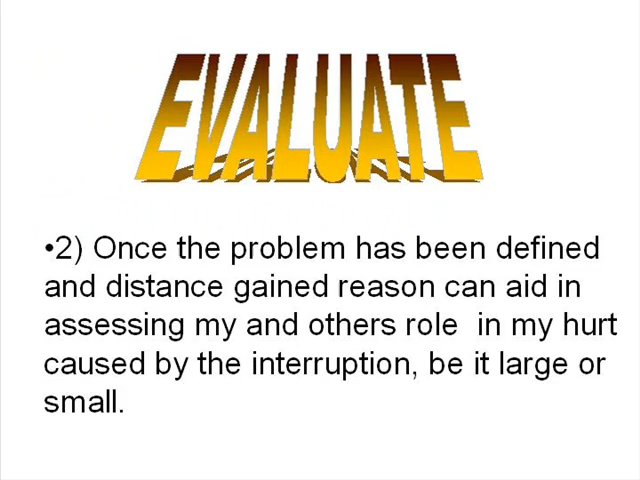 EVALUATE
•2) Once the problem has been defined
and distance gained reason can aid in
assessing my and others role  in my hurt
caused by the interruption, be it large or
small.